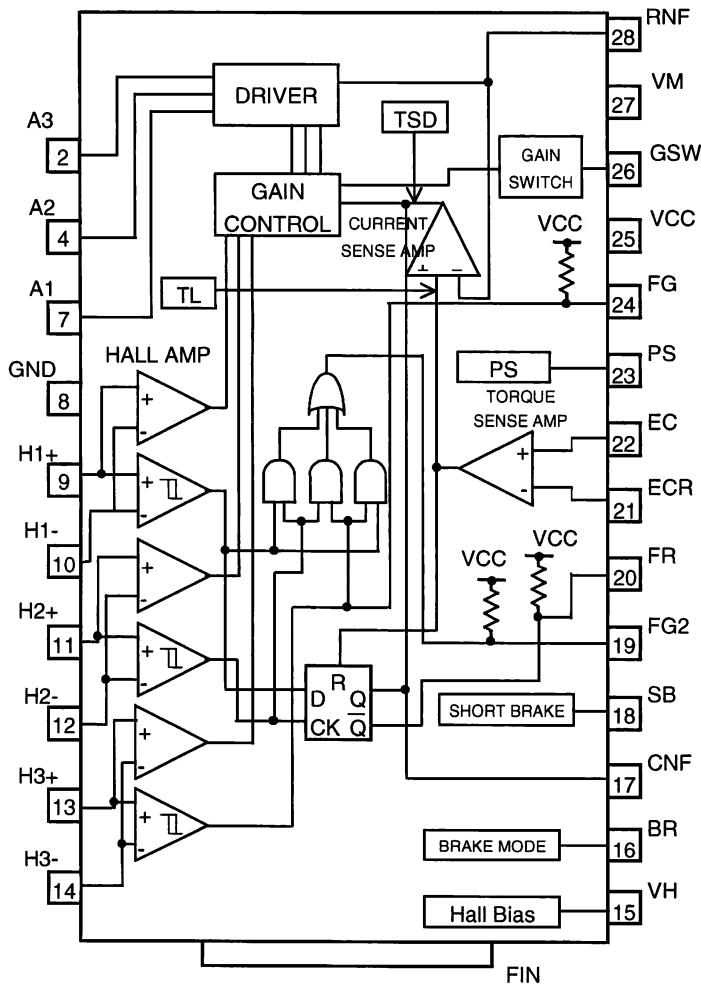 RNF
28
DRIVER
VM
27
A3
2
TSD
GAIN
SWITCH
GSW
26
GAIN
CONTROL
A2
4
CURRENT
SENSE AMP
+ -
VCC
VCC
25
TL
A1
7
FG
24
HALL AMP
GND
8
+
-
PS
PS
23
TORQUE
SENSE AMP
EC
22
+
-
H1+
9
+
-
ECR
21
H1-
10
+
-
VCC
VCC
FR
20
H2+
11
+
-
FG2
19
R
D Q
CK Q
H2-
12
SHORT BRAKE
SB
18
+
-
H3+
13
CNF
17
+
-
BRAKE MODE
BR
16
H3-
14
Hall Bias
VH
15
FIN